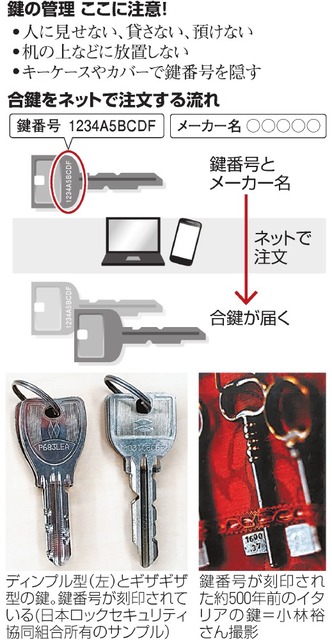 鍵の管理 ここに注意!
•人に見せない、貸さない、預けない
•机の上などに放置しない
•キーケースやカバーで鍵番号を隠す
合鍵をネットで注文する流れ
鍵番号 1234A5BCDF
メーカー名 〇〇〇〇〇
1234A5BCDF
鍵番号と
メーカー名
ネットで
注文
1234A5BCDF
合鍵が届く
P683LEA
1600
37
ディンプル型(左)とギザギザ
型の鍵。鍵番号が刻印されて
いる(日本ロックセキュリティ
協同組合所有のサンプル)
鍵番号が刻印され
た約500年前のイタ
リアの鍵=小林裕
さん撮影